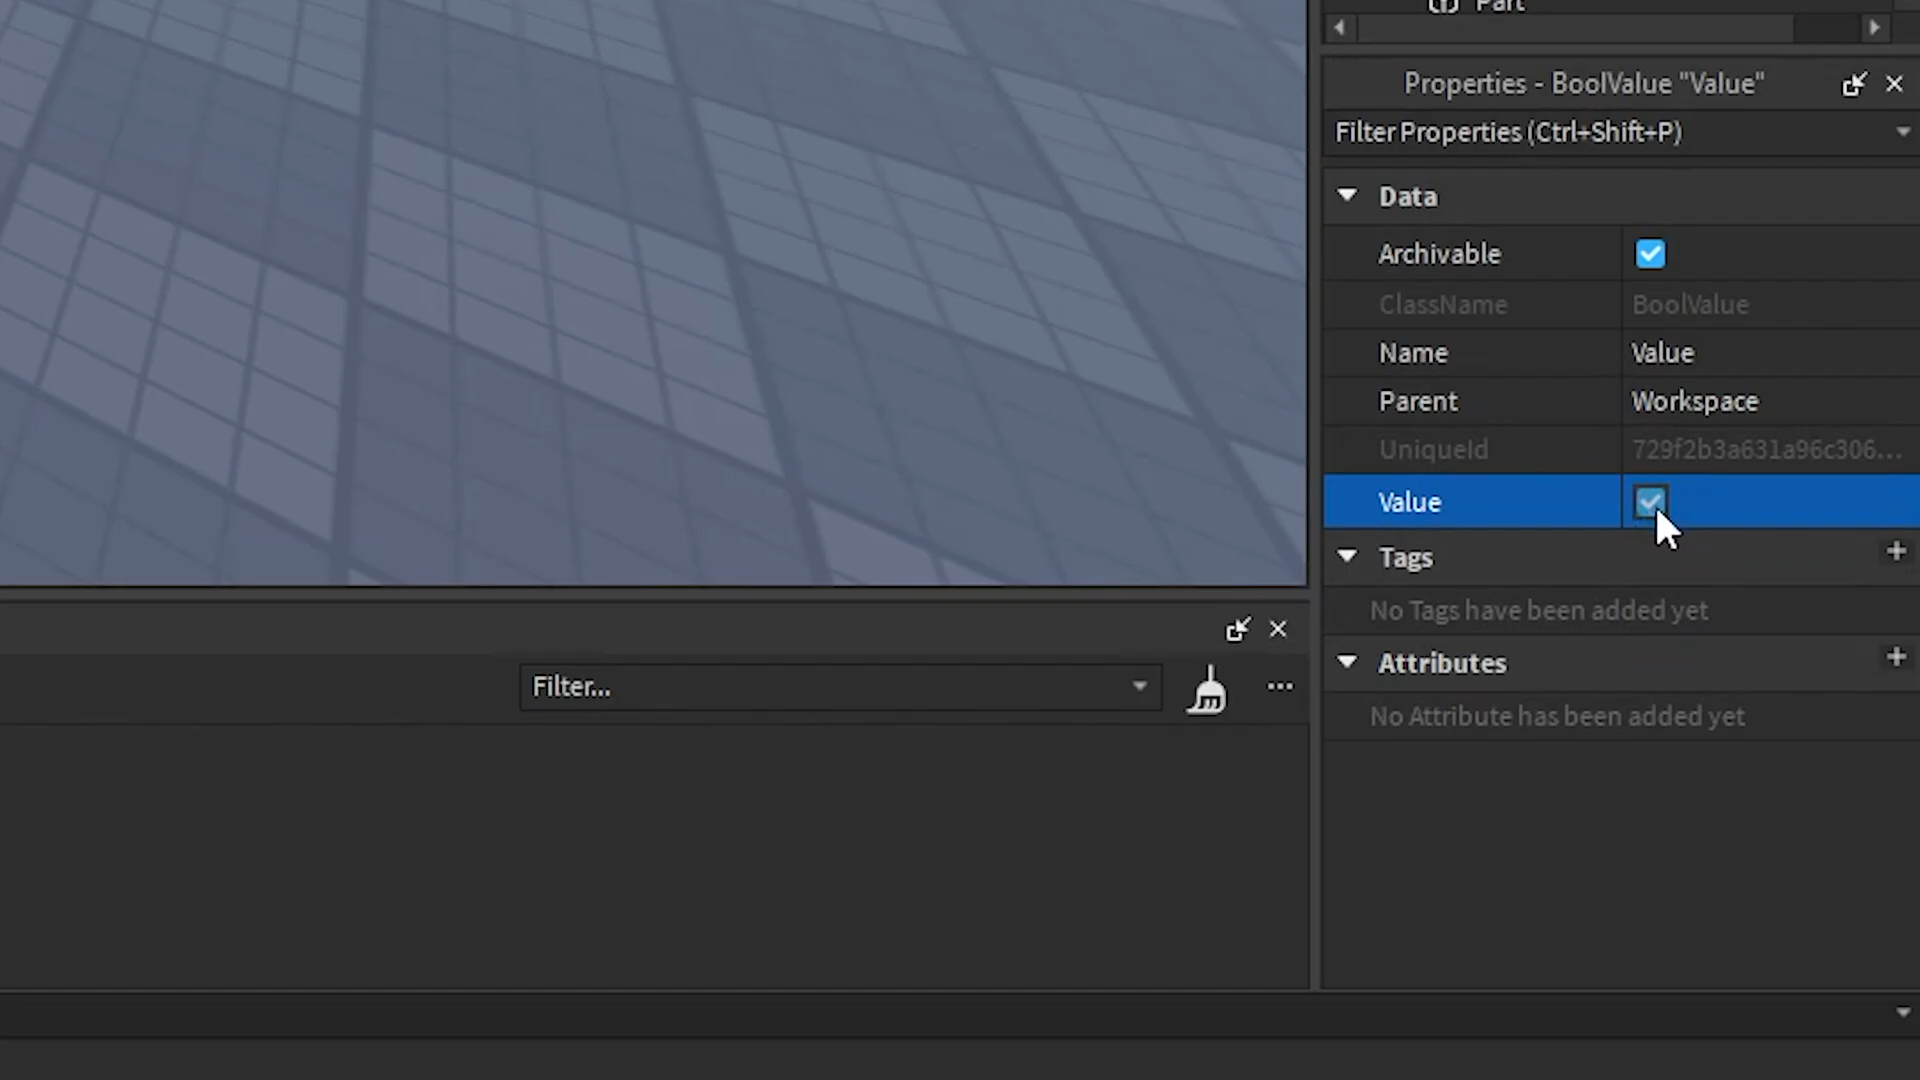 Part
Properties - BoolValue "Value"
Filter Properties (Ctrl+Shift+P)
Data
Archivable
ClassName BoolValue
Name Value
Parent Workspace
UniqueId 729f2b3a631a96c306...
Value
Tags
No Tags have been added yet
Attributes
No Attribute has been added yet
Filter...